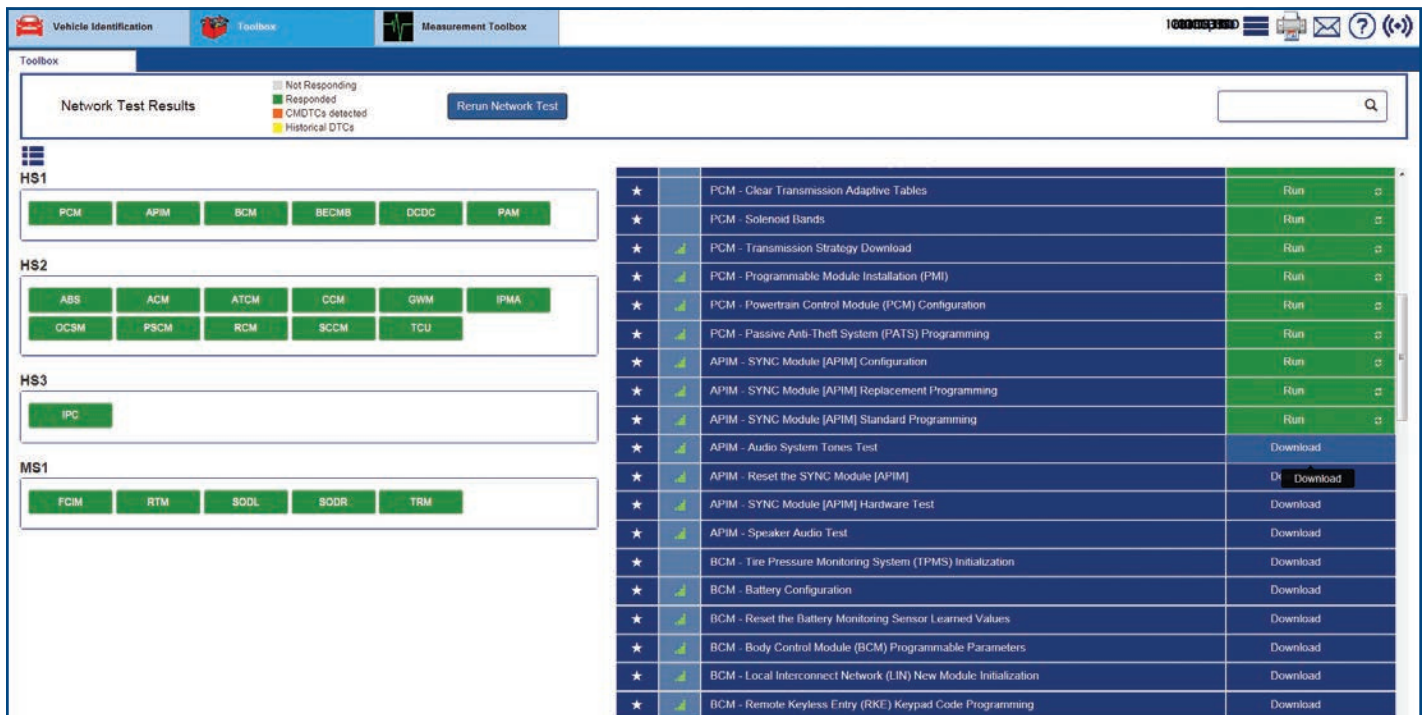 Vehicle Identification
Toolbox
Measurement Toolbox
Toolbox
Network Test Results
Not Responding
Responded
CMDTCs detected
Historical DTCs
Rerun Network Test
HS1
PCM APIM BCM BECMB DCDC PAM
HS2
ABS ACM ATCM CCM GWM IPMA
OCSM PSCM RCM SCCM TCU
HS3
IPC
MS1
FCIM RTM SODL SODR TRM
PCM - Clear Transmission Adaptive Tables Run
PCM - Solenoid Bands Run
PCM - Transmission Strategy Download Run
PCM - Programmable Module Installation (PMI) Run
PCM - Powertrain Control Module (PCM) Configuration Run
PCM - Passive Anti-Theft System (PATS) Programming Run
APIM - SYNC Module [APIM] Configuration Run
APIM - SYNC Module [APIM] Replacement Programming Run
APIM - SYNC Module [APIM] Standard Programming Run
APIM - Audio System Tones Test Download
APIM - Reset the SYNC Module [APIM] Download
APIM - SYNC Module [APIM] Hardware Test Download
APIM - Speaker Audio Test Download
BCM - Tire Pressure Monitoring System (TPMS) Initialization Download
BCM - Battery Configuration Download
BCM - Reset the Battery Monitoring Sensor Learned Values Download
BCM - Body Control Module (BCM) Programmable Parameters Download
BCM - Local Interconnect Network (LIN) New Module Initialization Download
BCM - Remote Keyless Entry (RKE) Keypad Code Programming Download